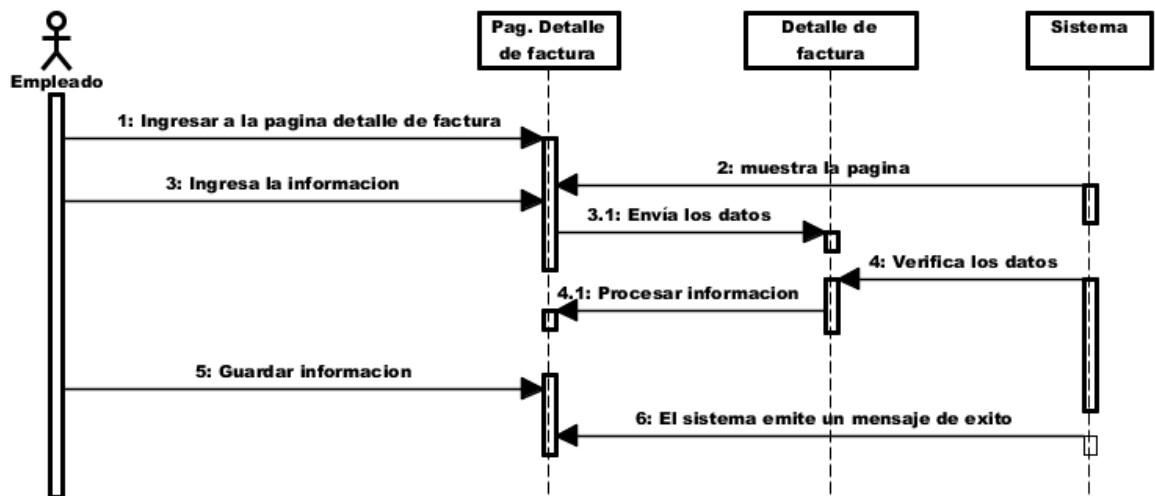 Empleado
Pag. Detalle
de factura
Detalle de
factura
Sistema
1: Ingresar a la pagina detalle de factura
2: muestra la pagina
3: Ingresa la informacion
3.1: Envía los datos
4: Verifica los datos
4.1: Procesar informacion
5: Guardar informacion
6: El sistema emite un mensaje de exito